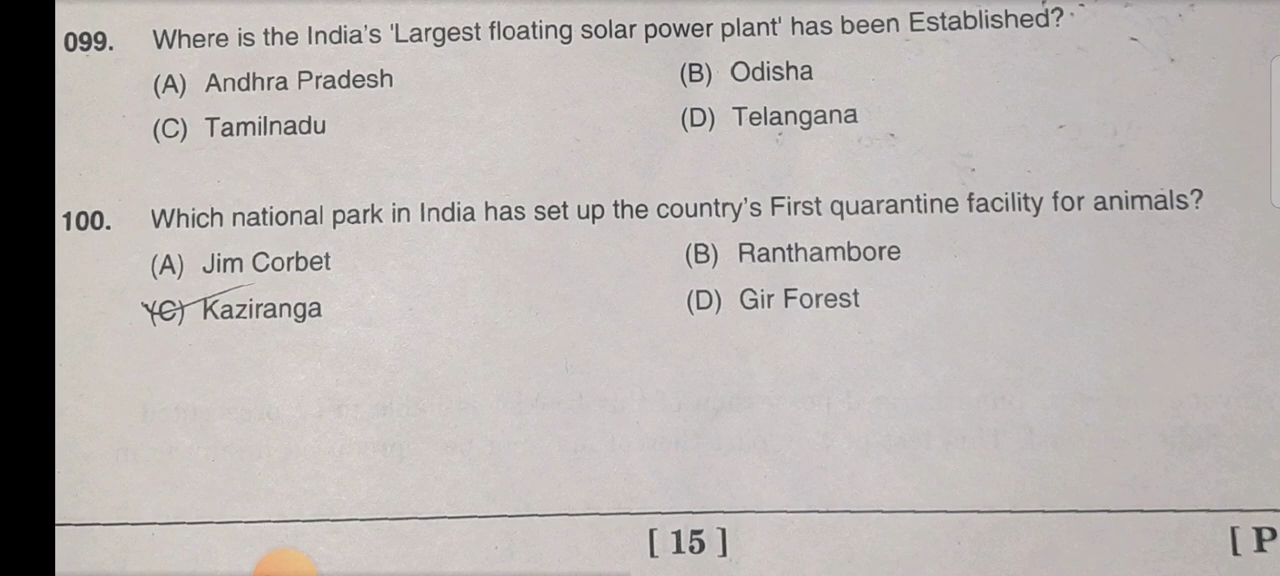 099. Where is the India's 'Largest floating solar power plant' has been Established?
(A) Andhra Pradesh (B) Odisha
(C) Tamilnadu (D) Telangana
100. Which national park in India has set up the country's First quarantine facility for animals?
(A) Jim Corbet (B) Ranthambore
(C) Kaziranga (D) Gir Forest
[ 15 ] [ P